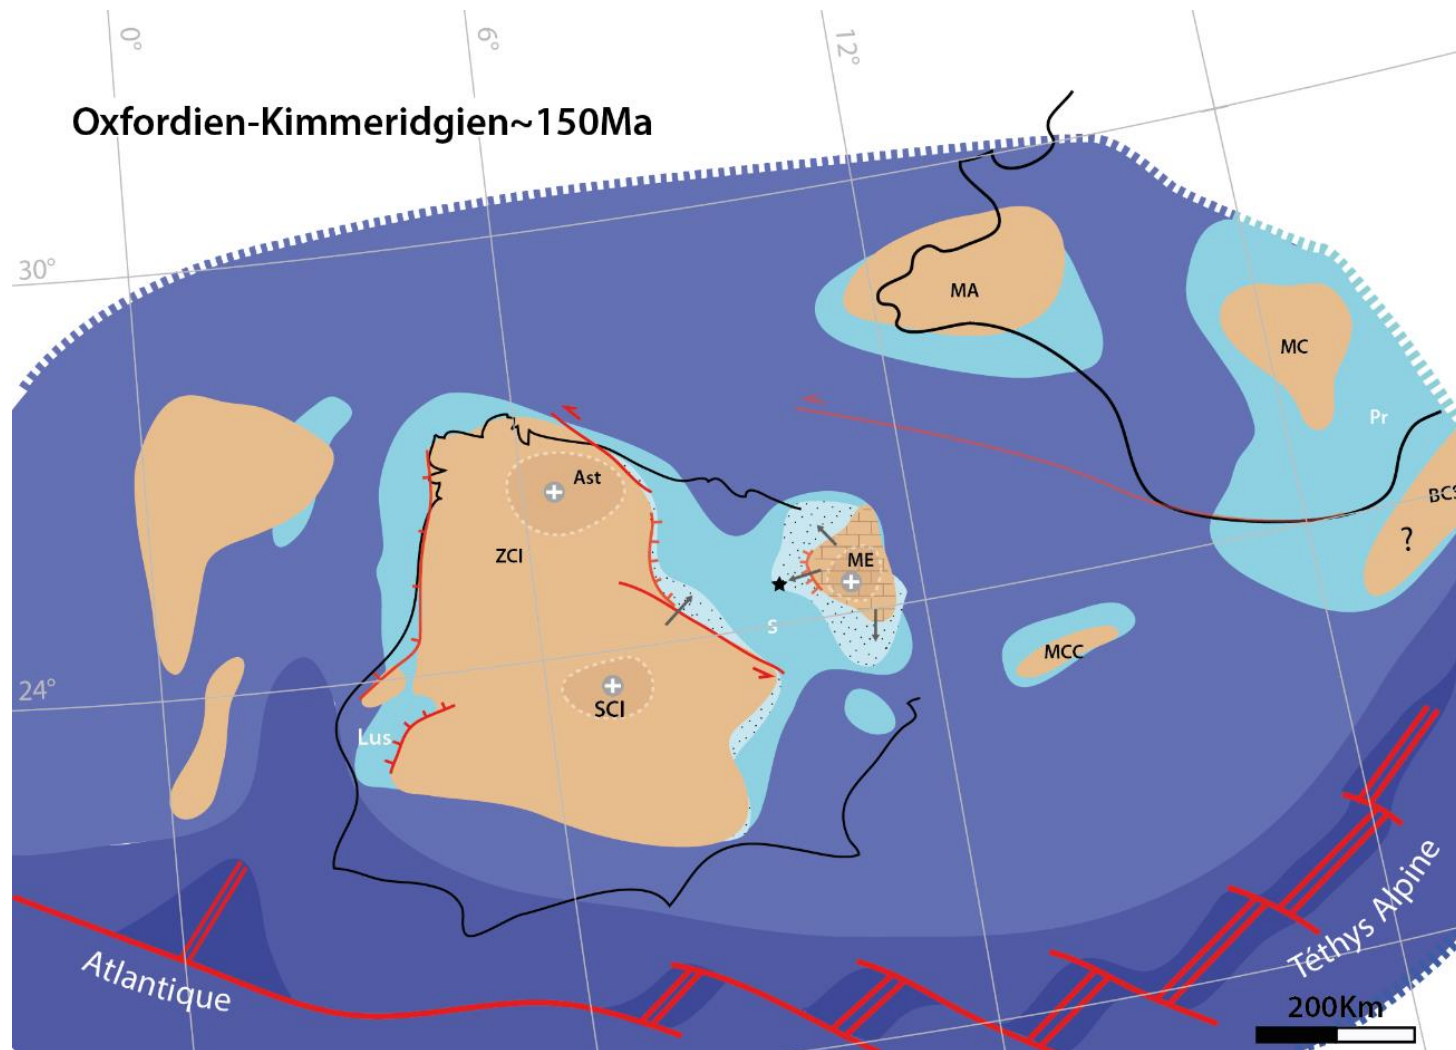 0°
6°
12°
Oxfordien-Kimmeridgien~150Ma
30°
MA
MC
Pr
Ast
BCS
ZCI
ME
?
S
MCC
24°
SCI
Lus
Téthys Alpine
Atlantique
200Km